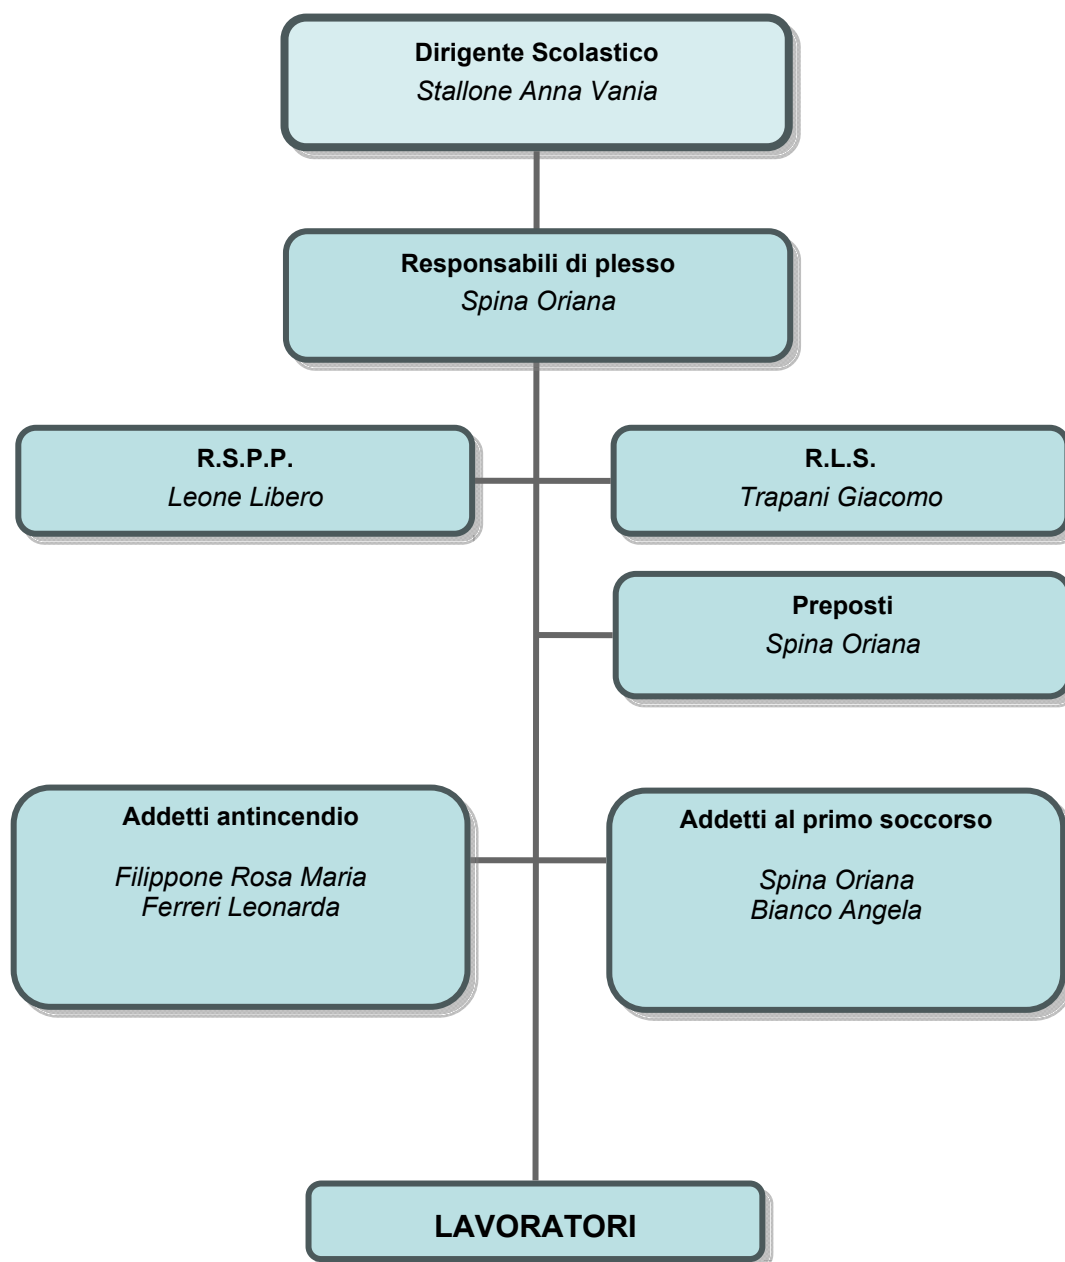 Dirigente Scolastico
Stallone Anna Vania
Responsabili di plesso
Spina Oriana
R.S.P.P.
Leone Libero
R.L.S.
Trapani Giacomo
Preposti
Spina Oriana
Addetti antincendio
Filippone Rosa Maria
Ferreri Leonarda
Addetti al primo soccorso
Spina Oriana
Bianco Angela
LAVORATORI